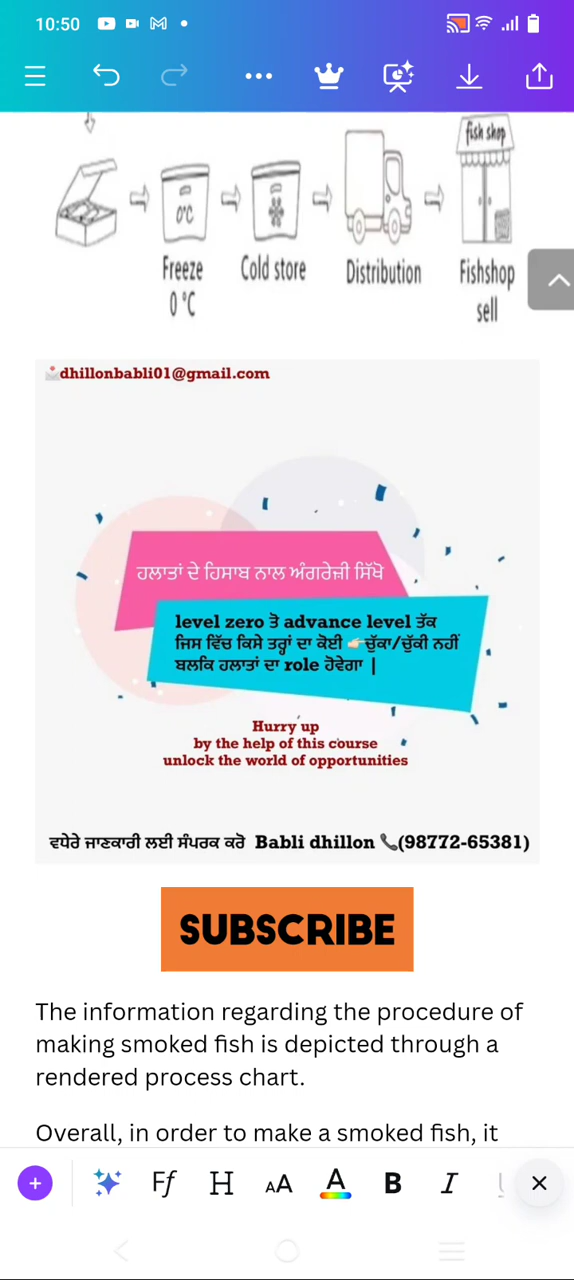 10:50
fish shop
0°C
Freeze
0 °C
Cold store
Distribution
Fishshop
sell
dhillonbabli01@gmail.com
ਹਲਾਤਾਂ ਦੇ ਹਿਸਾਬ ਨਾਲ ਅੰਗਰੇਜ਼ੀ ਸਿੱਖੋ
level zero ਤੋ advance level ਤੱਕ
ਜਿਸ ਵਿੱਚ ਕਿਸੇ ਤਰ੍ਹਾਂ ਦਾ ਕੋਈ 👉🏻ਚੁੱਕਾ/ਚੁੱਕੀ ਨਹੀਂ
ਬਲਕਿ ਹਲਾਤਾਂ ਦਾ role ਹੋਵੇਗਾ |
Hurry up
by the help of this course
unlock the world of opportunities
ਵਧੇਰੇ ਜਾਣਕਾਰੀ ਲਈ ਸੰਪਰਕ ਕਰੋ Babli dhillon 📞(98772-65381)
SUBSCRIBE
The information regarding the procedure of
making smoked fish is depicted through a
rendered process chart.
Overall, in order to make a smoked fish, it
Ff H AA A B I U